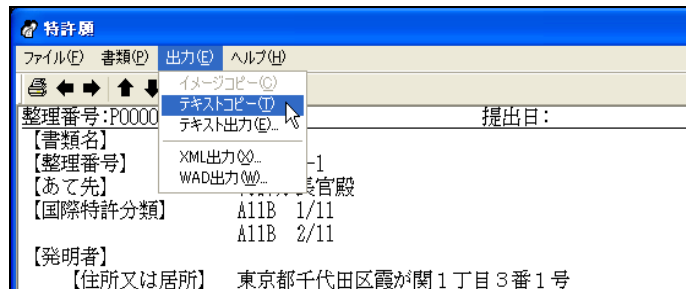 特許願
ファイル(F) 書類(P) 出力(E) ヘルプ(H)
イメージコピー(C)
テキストコピー(T)
テキスト出力(E)...
XML出力(X)...
WAD出力(W)...
整理番号:P0000 提出日:
【書類名】
【整理番号】 -1
【あて先】 長官殿
【国際特許分類】 A11B 1/11
A11B 2/11
【発明者】
【住所又は居所】 東京都千代田区霞が関1丁目3番1号